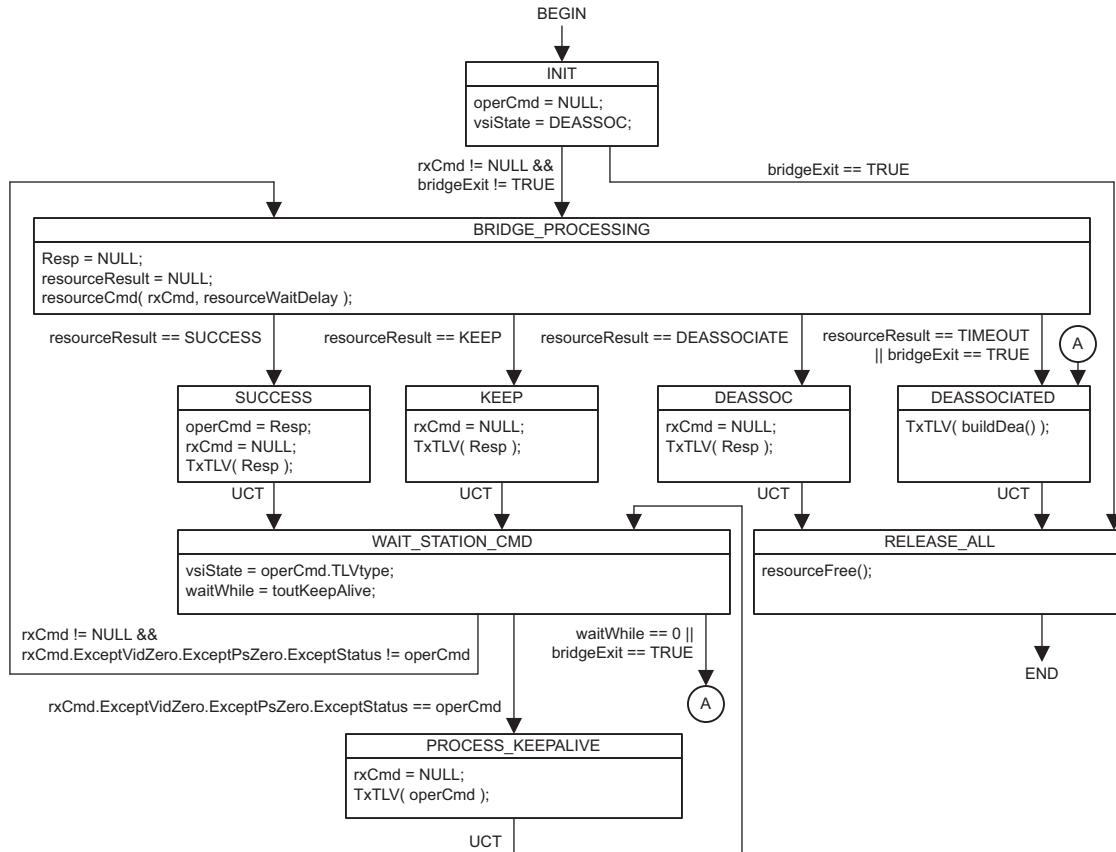 BEGIN
INIT
operCmd = NULL;
vsiState = DEASSOC;
rxCmd != NULL &&
bridgeExit != TRUE
bridgeExit == TRUE
BRIDGE_PROCESSING
Resp = NULL;
resourceResult = NULL;
resourceCmd( rxCmd, resourceWaitDelay );
resourceResult == SUCCESS
resourceResult == KEEP
resourceResult == DEASSOCIATE
resourceResult == TIMEOUT
|| bridgeExit == TRUE
A
SUCCESS
operCmd = Resp;
rxCmd = NULL;
TxTLV( Resp );
UCT
KEEP
rxCmd = NULL;
TxTLV( Resp );
UCT
DEASSOC
rxCmd = NULL;
TxTLV( Resp );
UCT
DEASSOCIATED
TxTLV( buildDea() );
UCT
WAIT_STATION_CMD
vsiState = operCmd.TLVtype;
waitWhile = toutKeepAlive;
RELEASE_ALL
resourceFree();
rxCmd != NULL &&
rxCmd.ExceptVidZero.ExceptPsZero.ExceptStatus != operCmd
waitWhile == 0 ||
bridgeExit == TRUE
A
END
rxCmd.ExceptVidZero.ExceptPsZero.ExceptStatus == operCmd
PROCESS_KEEPALIVE
rxCmd = NULL;
TxTLV( operCmd );
UCT